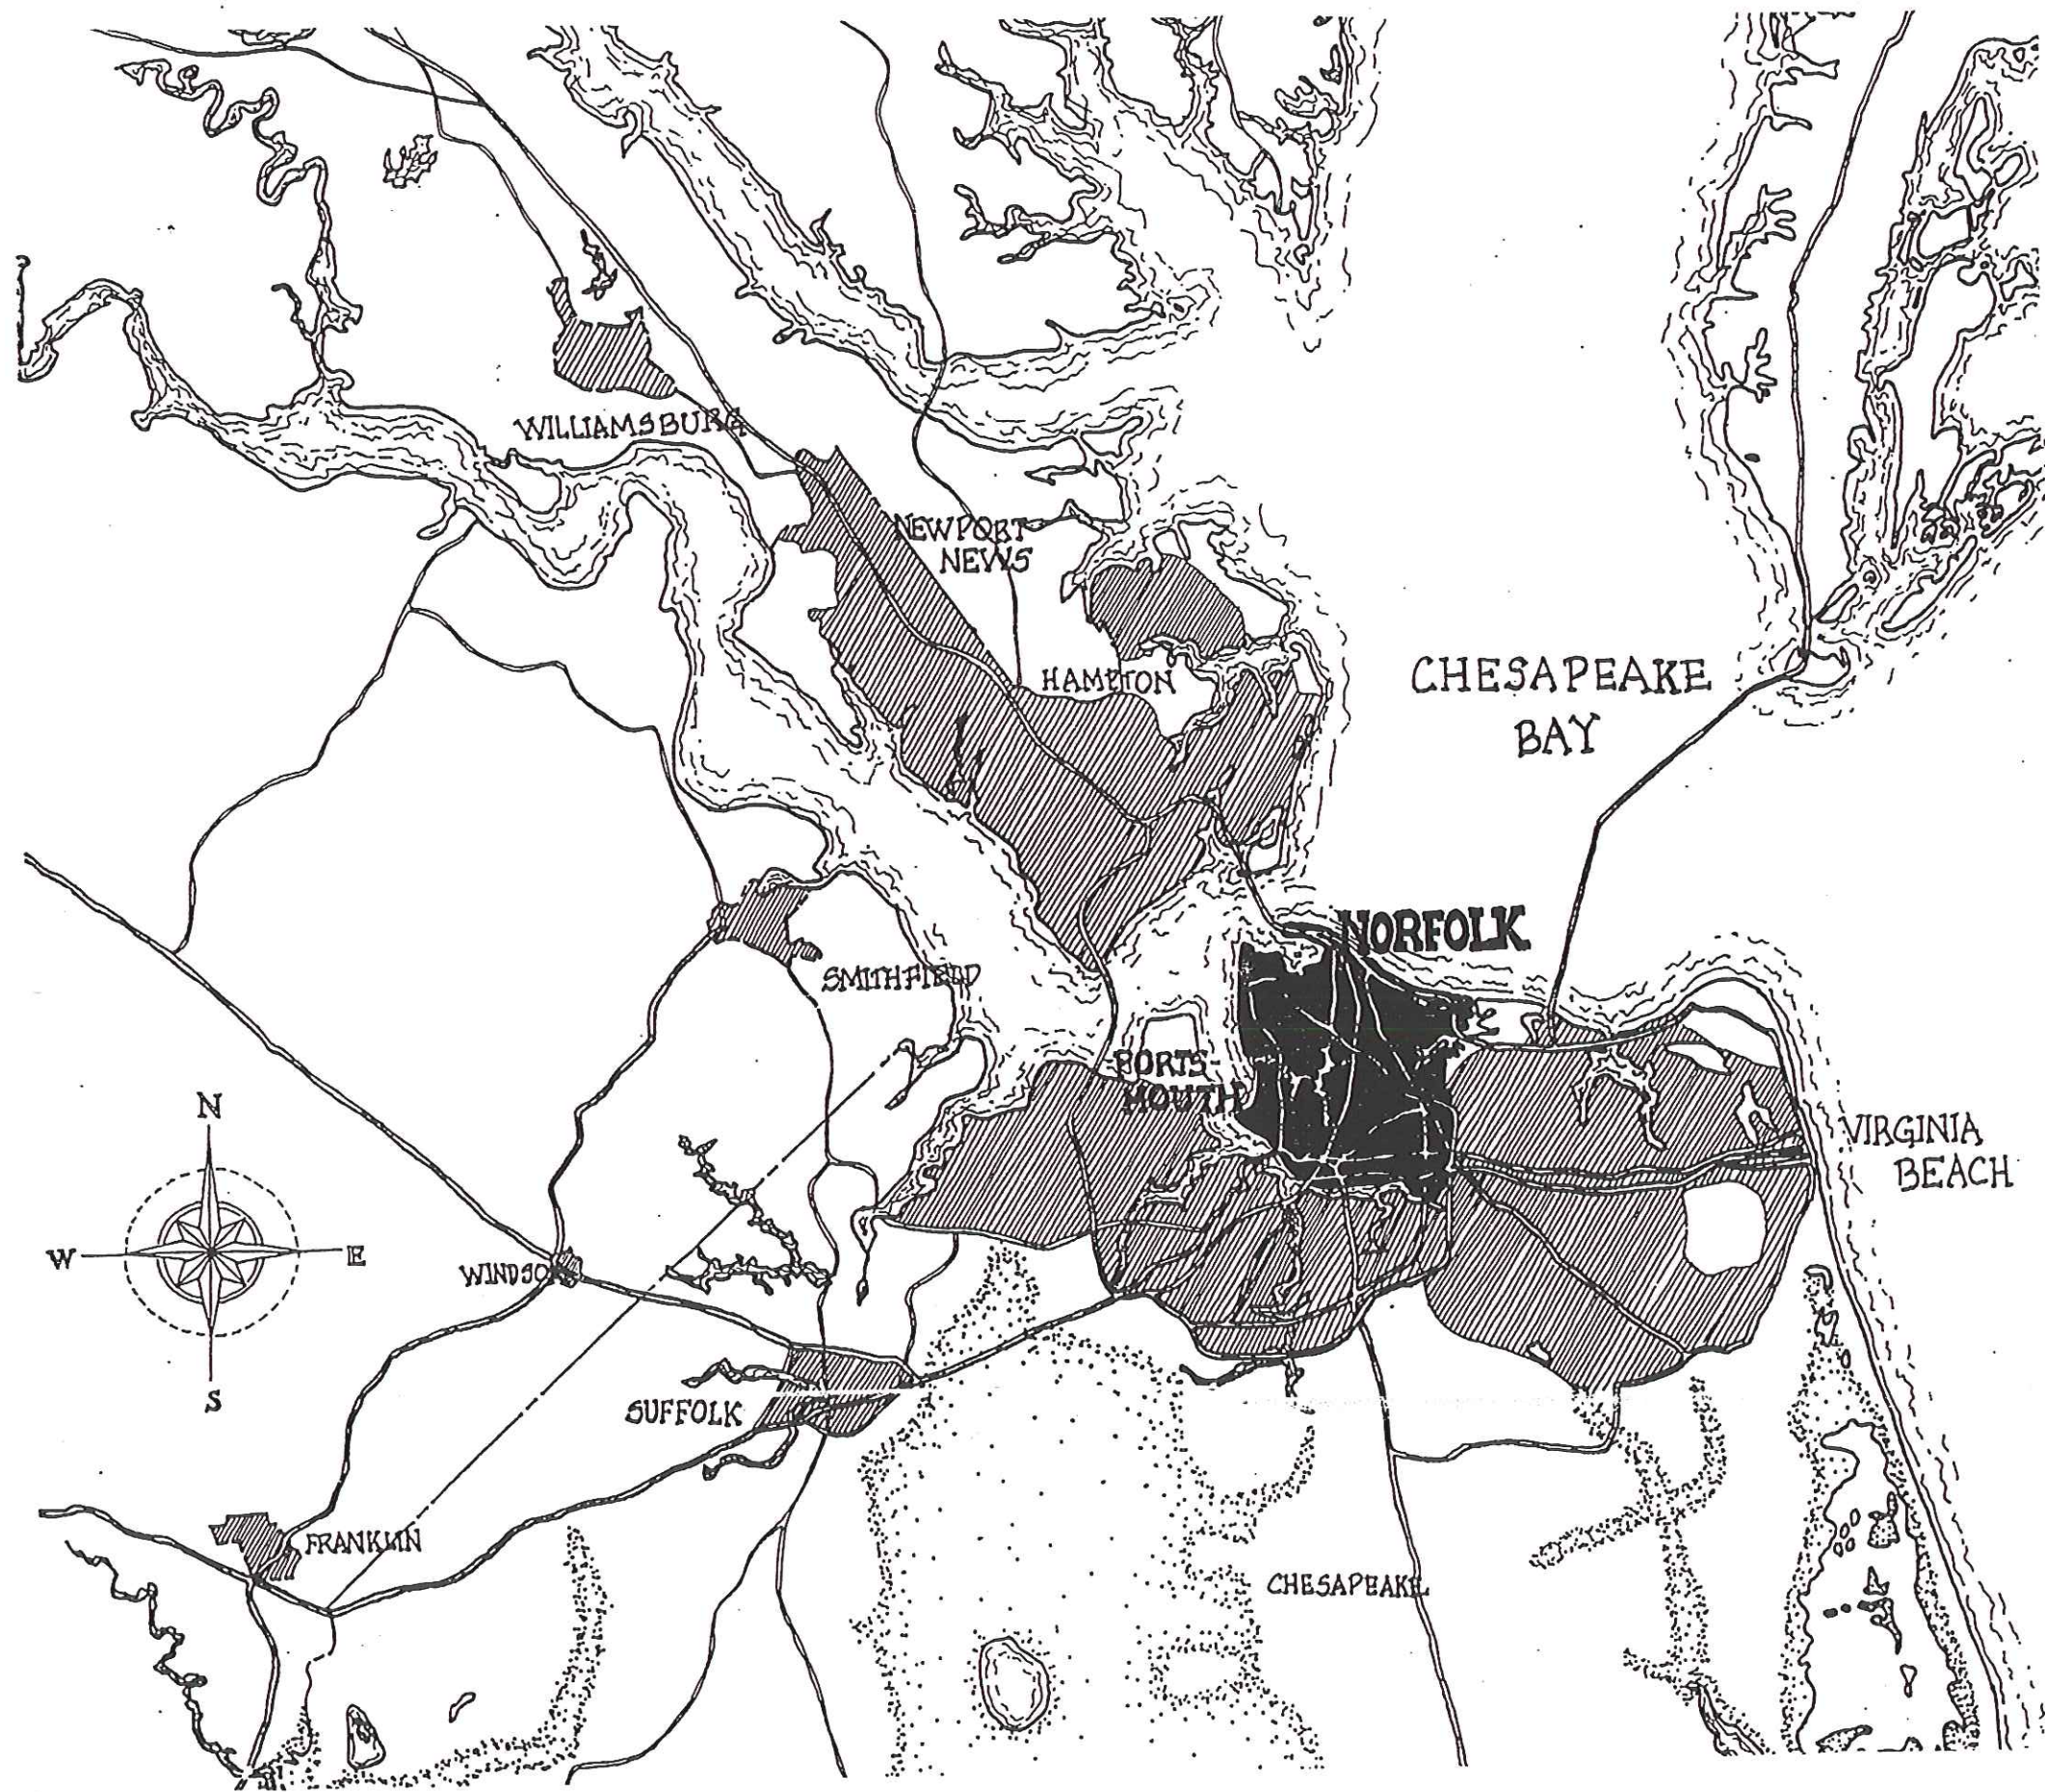 WILLIAMSBURG
NEWPORT
NEWS
HAMPTON
CHESAPEAKE
BAY
NORFOLK
SMITHFIELD
PORTS-
MOUTH
VIRGINIA
BEACH
N
W
E
S
WINDSOR
SUFFOLK
FRANKLIN
CHESAPEAKE